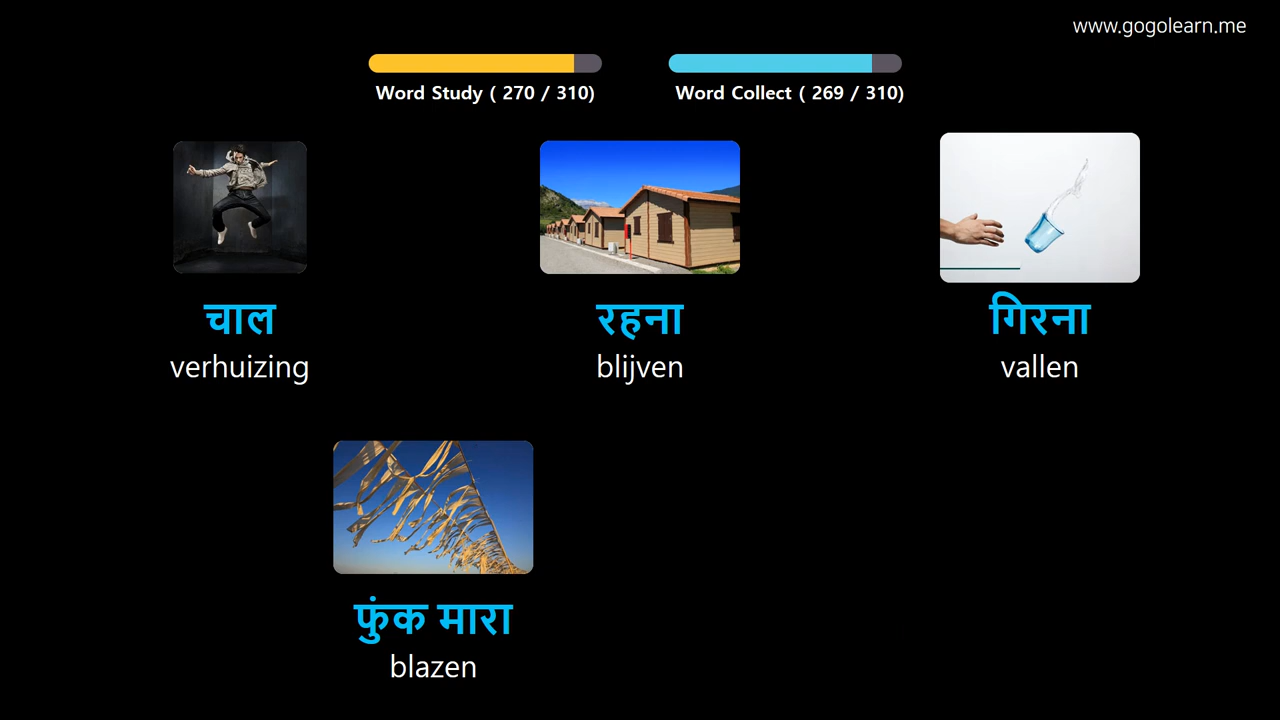 www.gogolearn.me
Word Study ( 270 / 310)
Word Collect ( 269 / 310)
चाल
verhuizing
रहना
blijven
गिरना
vallen
फुंक मारा
blazen